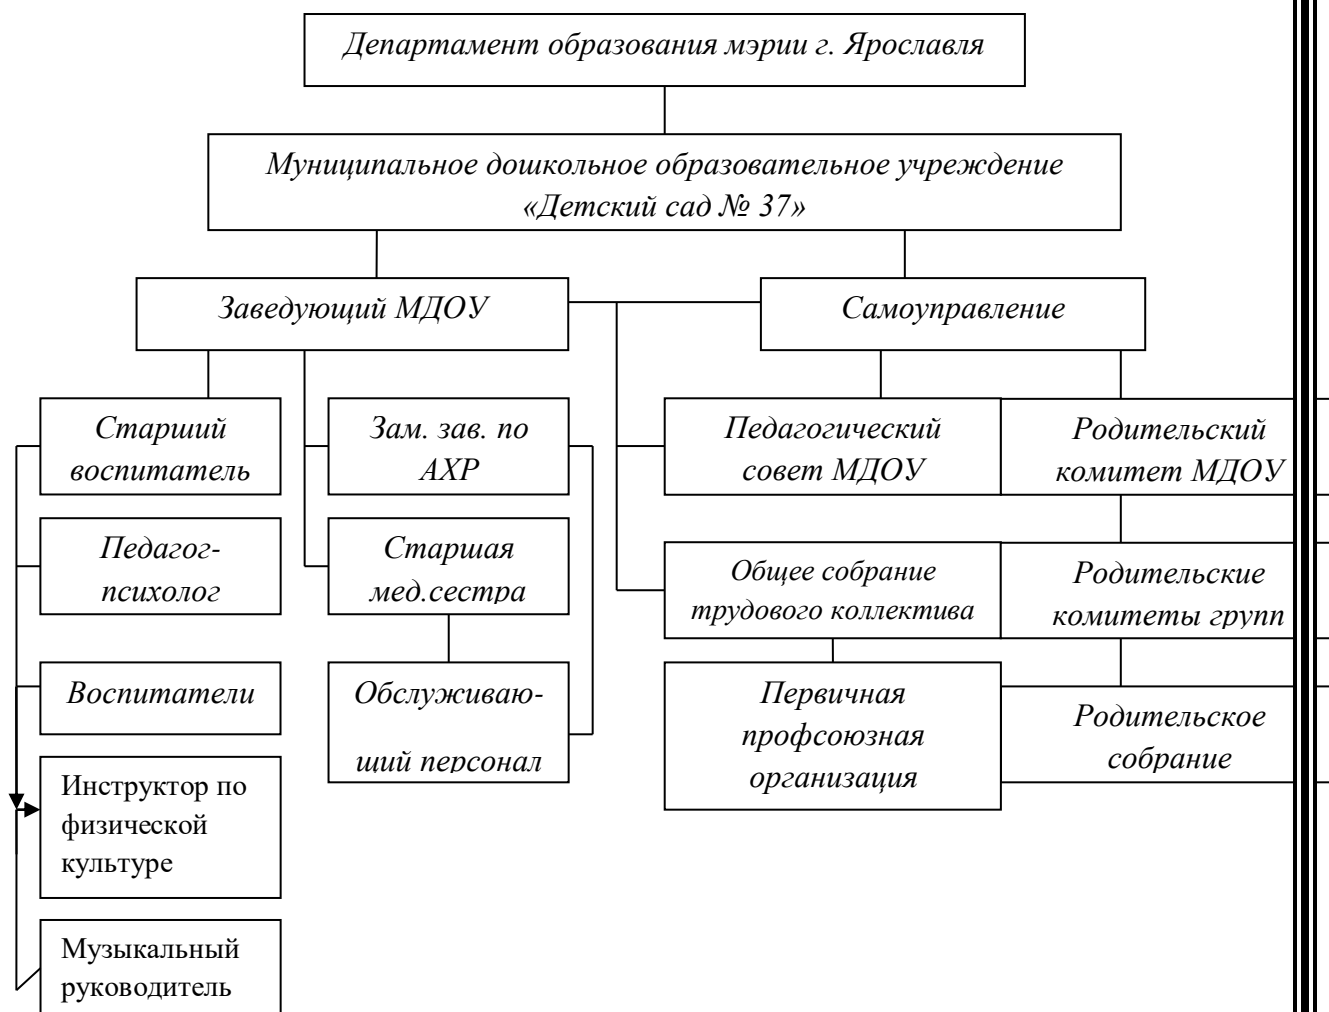 Департамент образования мэрии г. Ярославля
Муниципальное дошкольное образовательное учреждение
«Детский сад № 37»
Заведующий МДОУ
Самоуправление
Старший
воспитатель
Зам. зав. по
АХР
Педагогический
совет МДОУ
Родительский
комитет МДОУ
Педагог-
психолог
Старшая
мед.сестра
Общее собрание
трудового коллектива
Родительские
комитеты групп
Воспитатели
Обслуживаю-
щий персонал
Первичная
профсоюзная
организация
Родительское
собрание
Инструктор по
физической
культуре
Музыкальный
руководитель